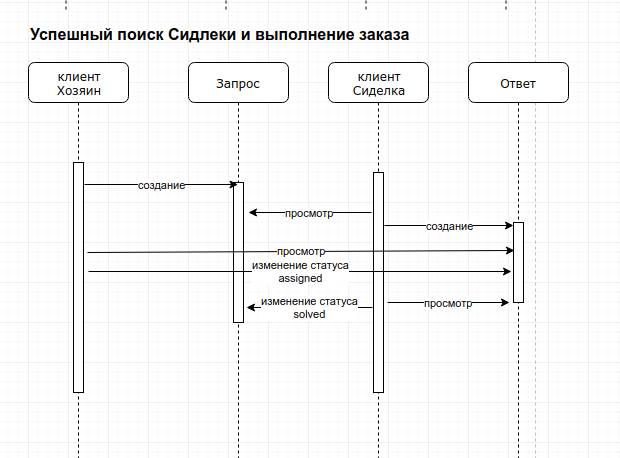 Успешный поиск Сидлеки и выполнение заказа
клиент
Хозяин
Запрос
клиент
Сиделка
Ответ
создание
просмотр
создание
просмотр
изменение статуса
assigned
изменение статуса
solved
просмотр